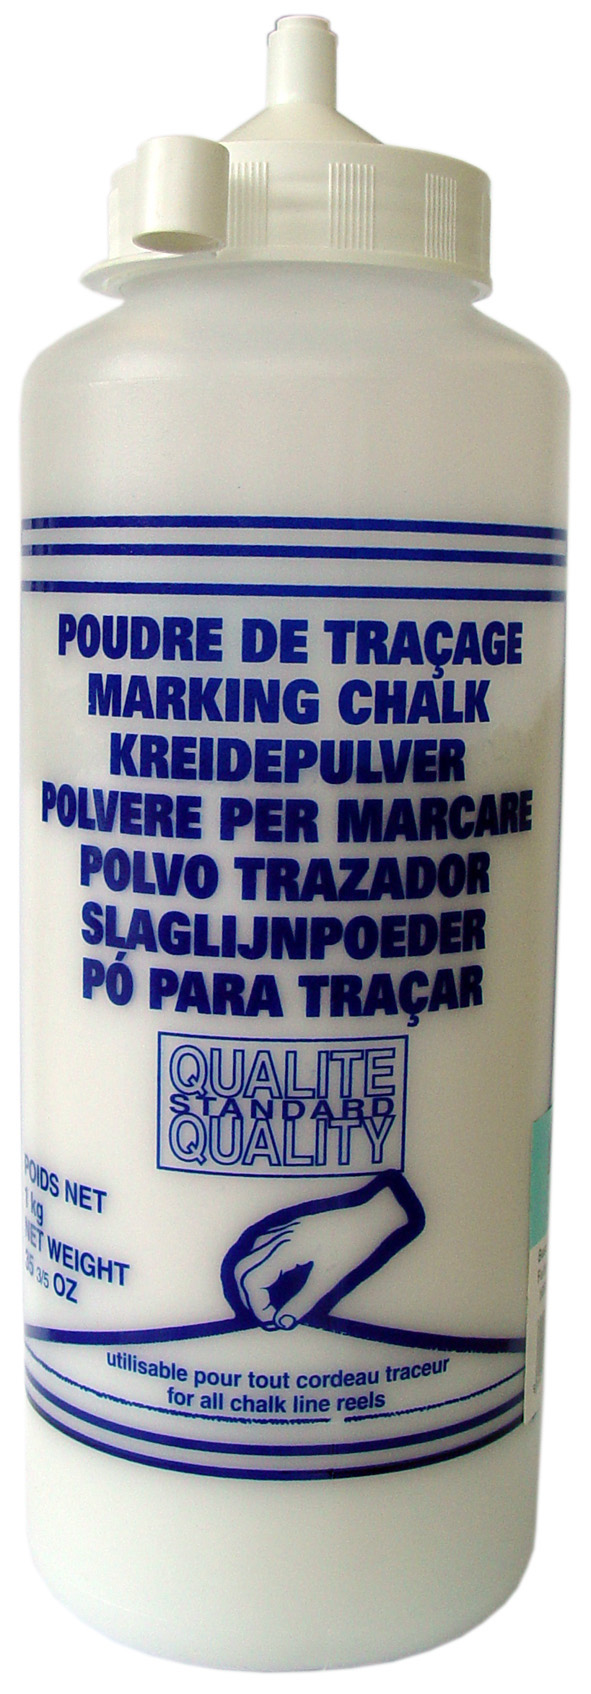 POUDRE DE TRAÇAGE
MARKING CHALK
KREIDEPULVER
POLVERE PER MARCARE
POLVO TRAZADOR
SLAGLIJNPOEDER
PÓ PARA TRAÇAR
QUALITE
STANDARD
QUALITY
POIDS NET
1 kg
NET WEIGHT
35 3/5 OZ
utilisable pour tout cordeau traceur
for all chalk line reels